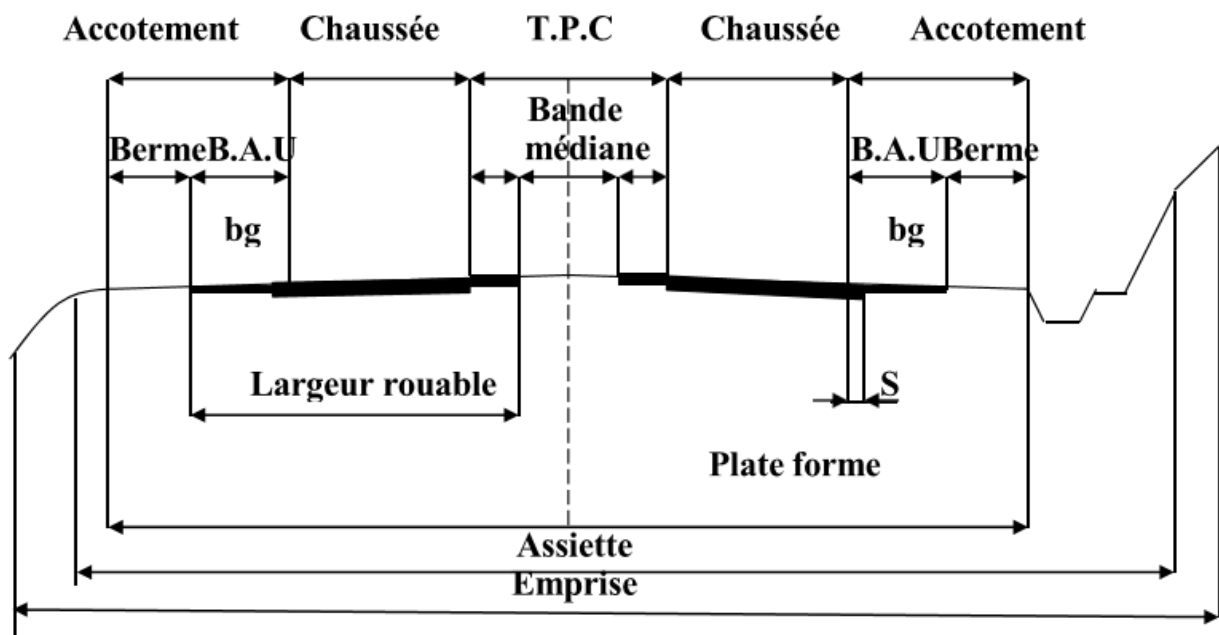 Accotement Chaussée T.P.C Chaussée Accotement
Bande
BermeB.A.U médiane B.A.UBerme
bg bg
Largeur rouable S
Plate forme
Assiette
Emprise